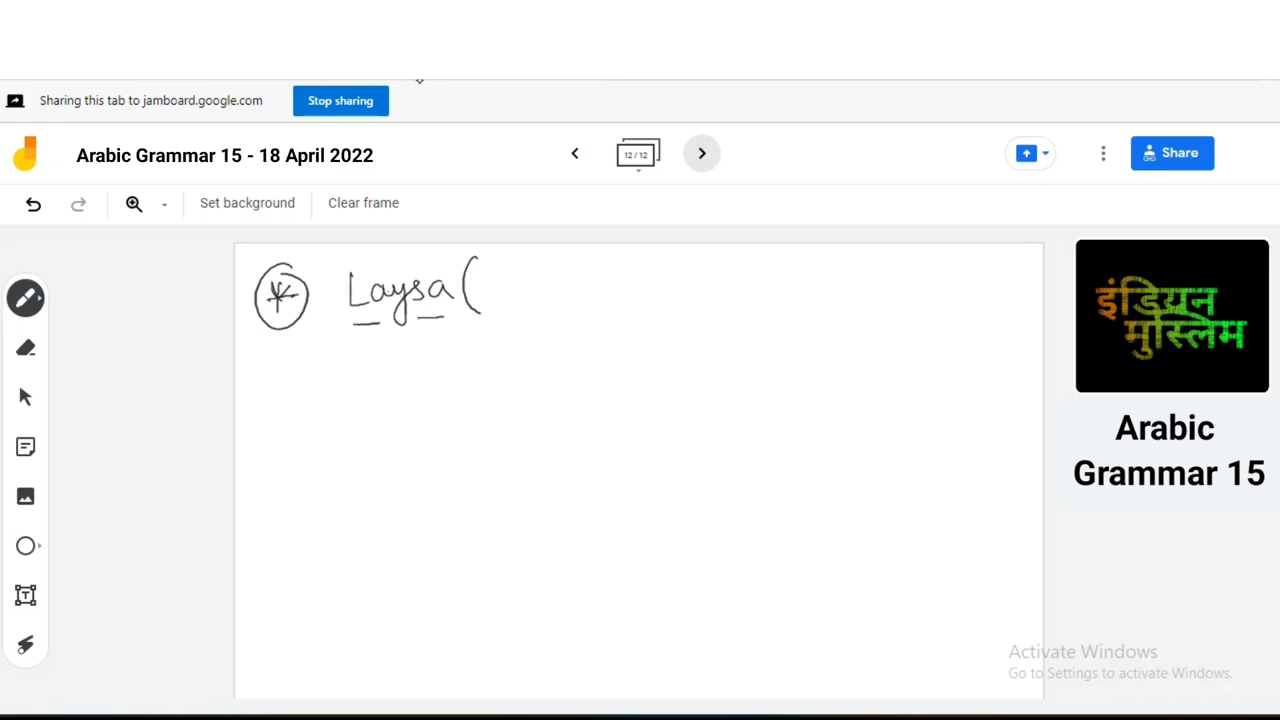 Sharing this tab to jamboard.google.com
Stop sharing
Arabic Grammar 15 - 18 April 2022
12 / 12
Share
Set background
Clear frame
Laysa (
इंडियन
मुस्लिम
Arabic
Grammar 15
Activate Windows
Go to Settings to activate Windows.